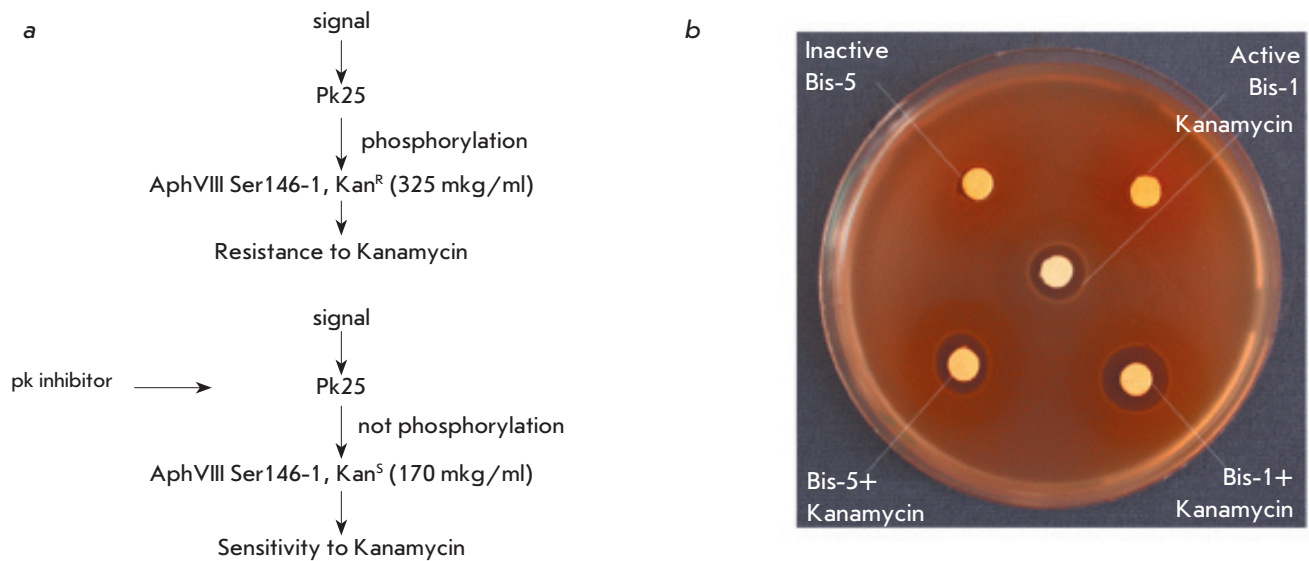 a
signal
Pk25
phosphorylation
AphVIII Ser146-1, Kan^R (325 mkg/ml)
Resistance to Kanamycin
signal
pk inhibitor
Pk25
not phosphorylation
AphVIII Ser146-1, Kan^S (170 mkg/ml)
Sensitivity to Kanamycin
b
Inactive
Bis-5
Active
Bis-1
Kanamycin
Bis-5+
Kanamycin
Bis-1+
Kanamycin